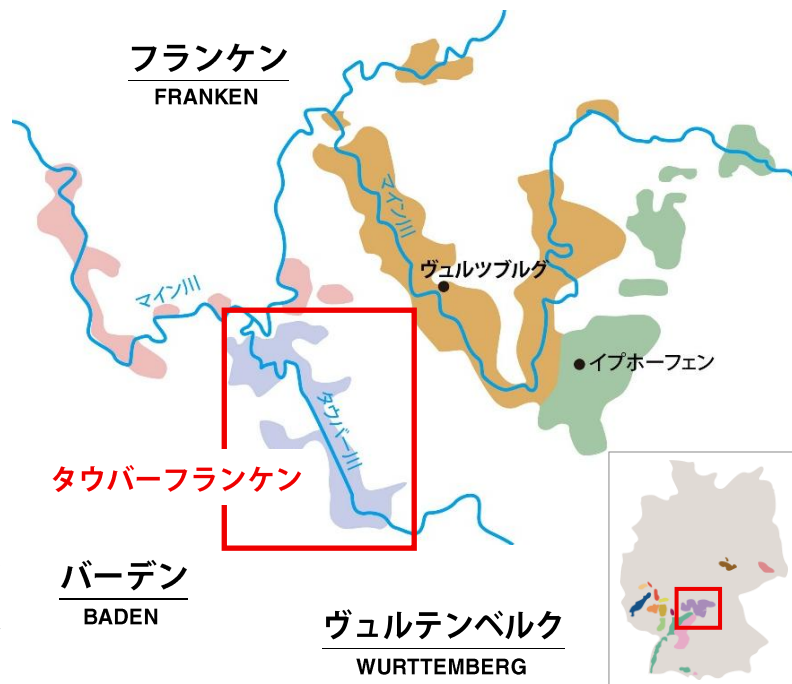 フランケン
FRANKEN
マイン川
ヴュルツブルグ
マイン川
イプホーフェン
タウバー川
タウバーフランケン
バーデン
BADEN
ヴュルテンベルク
WURTTEMBERG